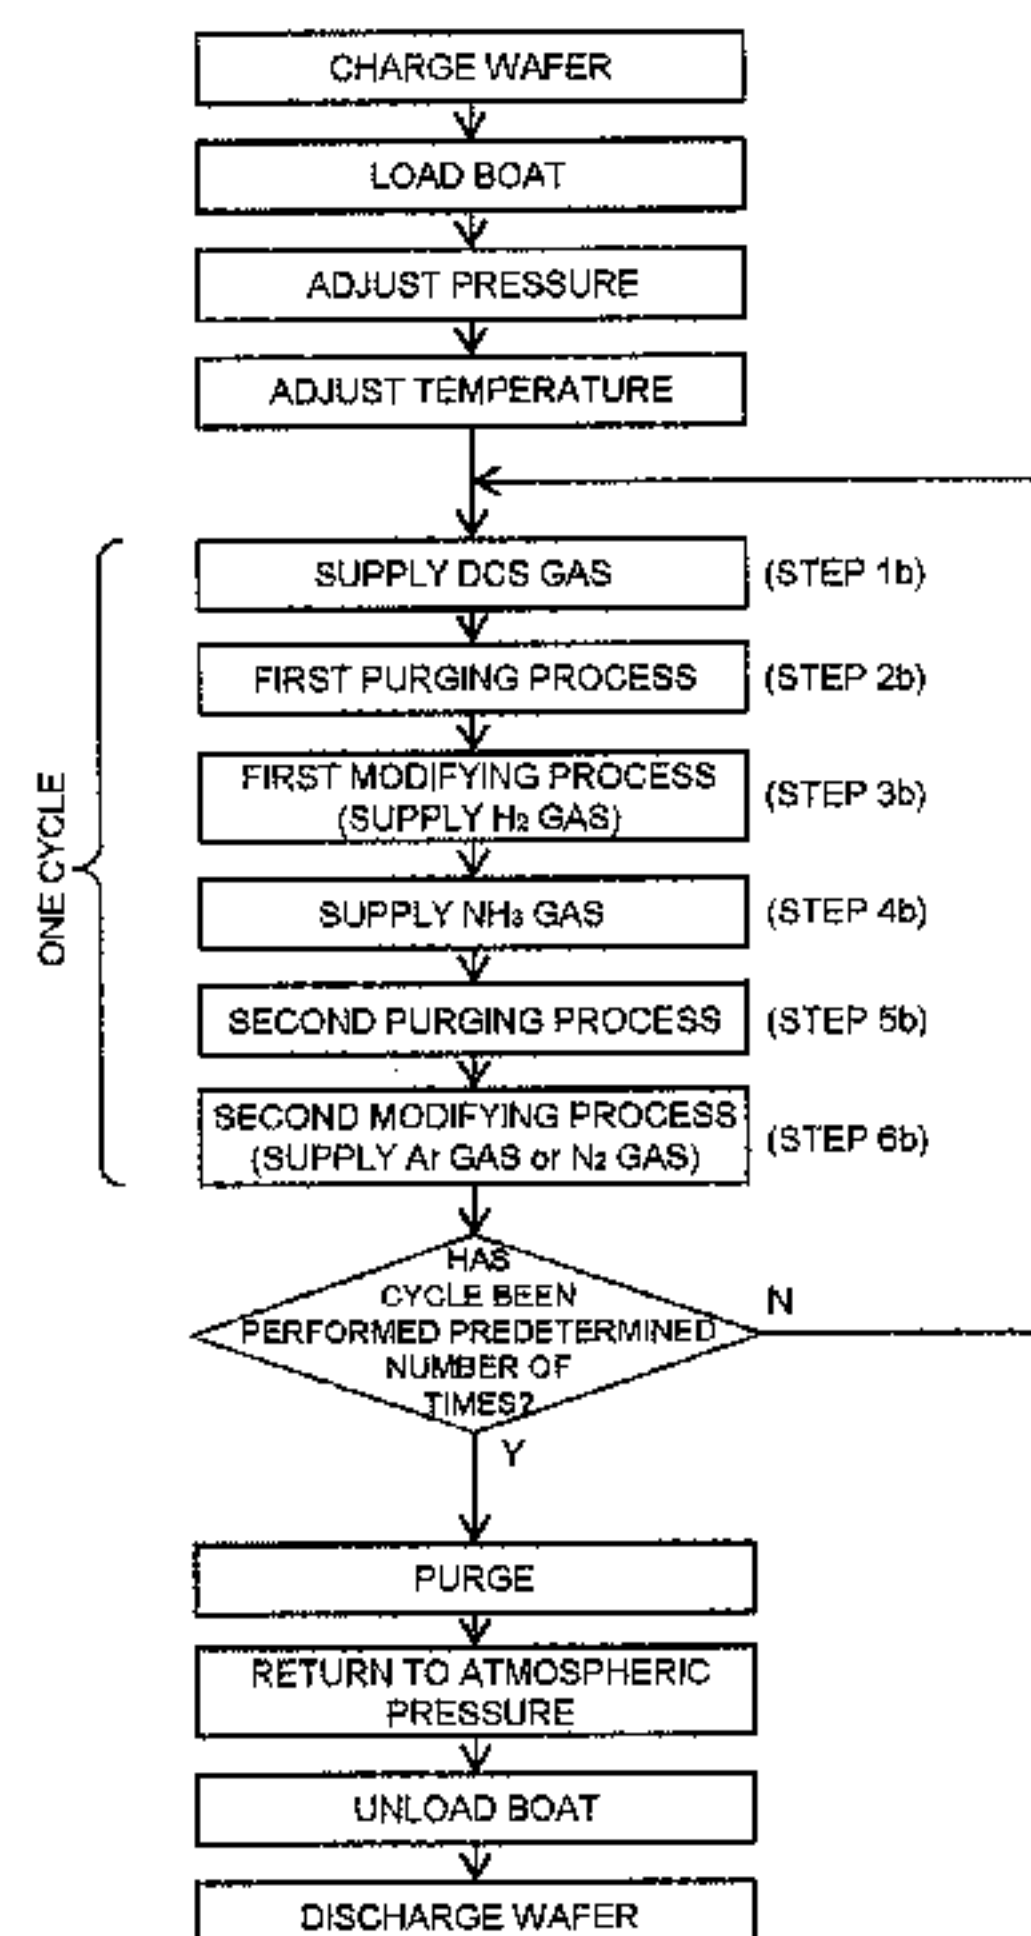 CHARGE WAFER
LOAD BOAT
ADJUST PRESSURE
ADJUST TEMPERATURE
ONE CYCLE
SUPPLY DCS GAS
(STEP 1b)
FIRST PURGING PROCESS
(STEP 2b)
FIRST MODIFYING PROCESS
(SUPPLY H₂ GAS)
(STEP 3b)
SUPPLY NH₃ GAS
(STEP 4b)
SECOND PURGING PROCESS
(STEP 5b)
SECOND MODIFYING PROCESS
(SUPPLY Ar GAS or N₂ GAS)
(STEP 6b)
HAS
CYCLE BEEN
PERFORMED PREDETERMINED
NUMBER OF
TIMES?
N
Y
PURGE
RETURN TO ATMOSPHERIC
PRESSURE
UNLOAD BOAT
DISCHARGE WAFER